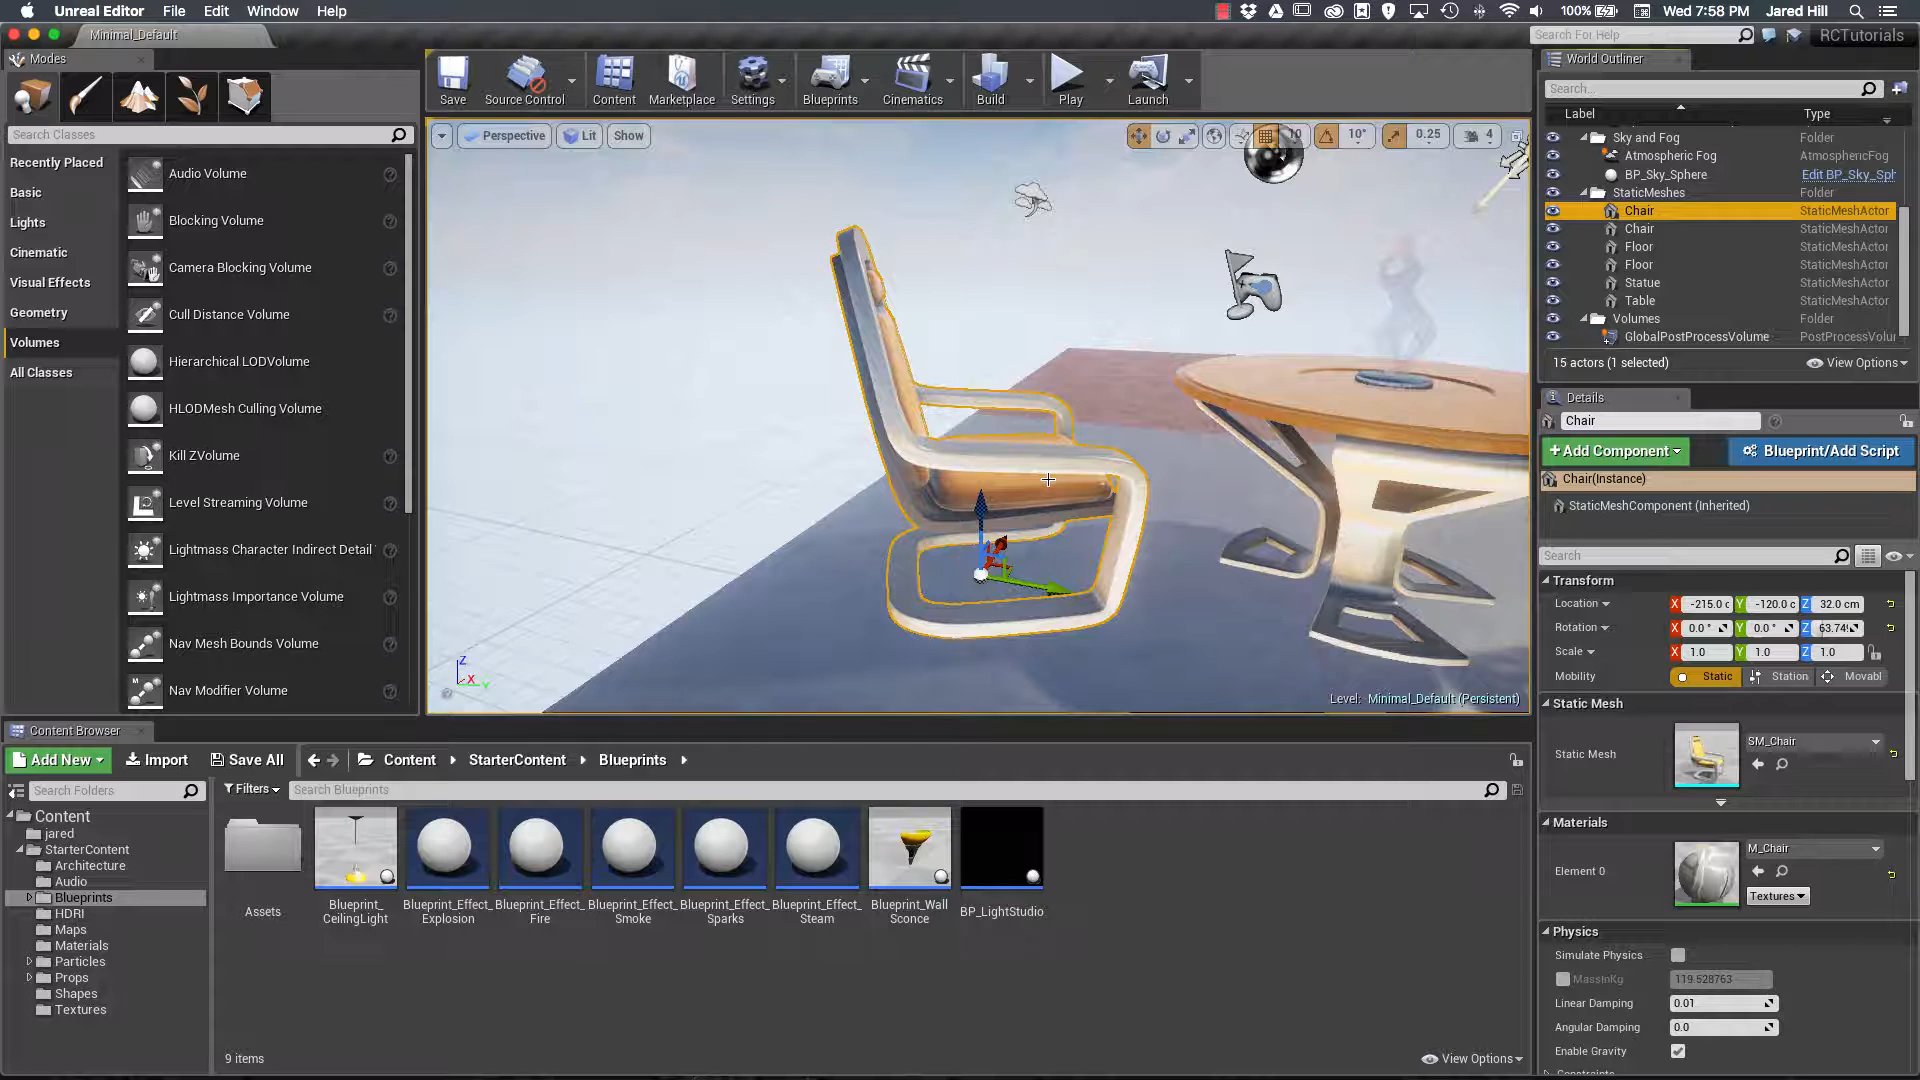 Unreal Editor File Edit Window Help 100% Wed 7:58 PM Jared Hill
Minimal_Default Search For Help RCTutorials
Modes
Search Classes
Recently Placed
Basic
Lights
Cinematic
Visual Effects
Geometry
Volumes
All Classes
Audio Volume
Blocking Volume
Camera Blocking Volume
Cull Distance Volume
Hierarchical LODVolume
HLODMesh Culling Volume
Kill ZVolume
Level Streaming Volume
Lightmass Character Indirect Detail
Lightmass Importance Volume
Nav Mesh Bounds Volume
Nav Modifier Volume
Save Source Control Content Marketplace Settings Blueprints Cinematics Build Play Launch
Perspective Lit Show 10 10° 0.25 4
Z
X
Y
Level: Minimal_Default (Persistent)
World Outliner
Search...
Label Type
Sky and Fog Folder
Atmospheric Fog AtmosphericFog
BP_Sky_Sphere Edit BP_Sky_Sph
StaticMeshes Folder
Chair StaticMeshActor
Chair StaticMeshActor
Floor StaticMeshActor
Floor StaticMeshActor
Statue StaticMeshActor
Table StaticMeshActor
Volumes Folder
GlobalPostProcessVolume PostProcessVolu
15 actors (1 selected) View Options
Details
Chair
+Add Component Blueprint/Add Script
Chair(Instance)
StaticMeshComponent (Inherited)
Search
Transform
Location X -215.0 c Y -120.0 c Z 32.0 cm
Rotation X 0.0 ° Y 0.0 ° Z 63.749
Scale X 1.0 Y 1.0 Z 1.0
Mobility Static Station Movabl
Static Mesh
Static Mesh SM_Chair
Materials
Element 0 M_Chair
Textures
Physics
Simulate Physics
MassInKg 119.528763
Linear Damping 0.01
Angular Damping 0.0
Enable Gravity
Constraints
Content Browser
Add New Import Save All Content StarterContent Blueprints
Search Folders Filters Search Blueprints
Content
jared
StarterContent
Architecture
Audio
Blueprints
HDRI
Maps
Materials
Particles
Props
Shapes
Textures
Assets
Blueprint_
CeilingLight
Blueprint_Effect_
Explosion
Blueprint_Effect_
Fire
Blueprint_Effect_
Smoke
Blueprint_Effect_
Sparks
Blueprint_Effect_
Steam
Blueprint_Wall
Sconce
BP_LightStudio
9 items View Options